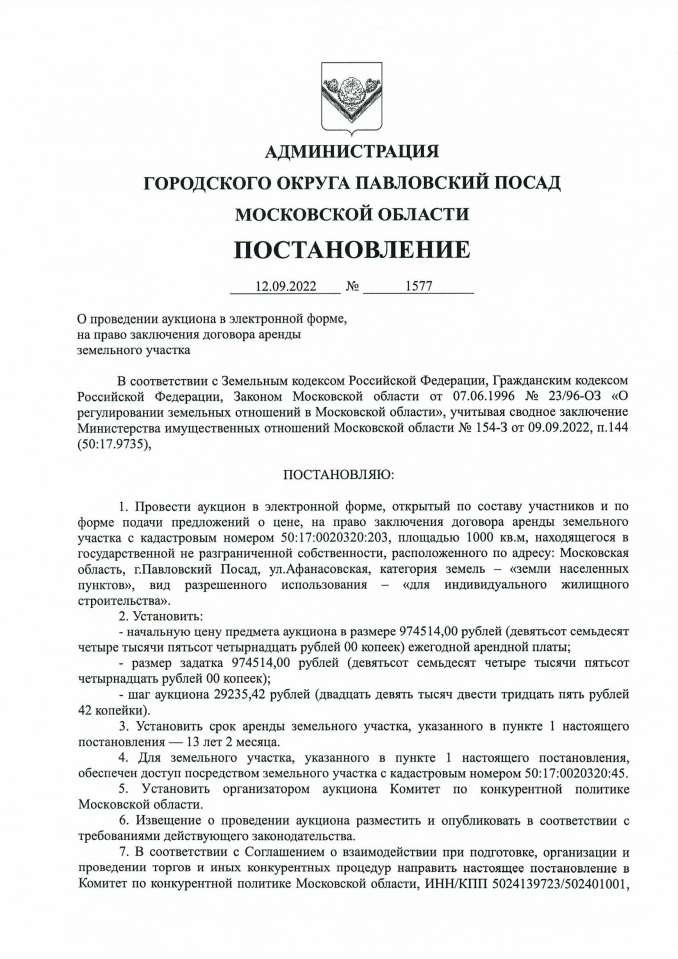 АДМИНИСТРАЦИЯ
ГОРОДСКОГО ОКРУГА ПАВЛОВСКИЙ ПОСАД
МОСКОВСКОЙ ОБЛАСТИ
ПОСТАНОВЛЕНИЕ
12.09.2022 № 1577
О проведении аукциона в электронной форме,
на право заключения договора аренды
земельного участка
В соответствии с Земельным кодексом Российской Федерации, Гражданским кодексом
Российской Федерации, Законом Московской области от 07.06.1996 № 23/96-ОЗ «О
регулировании земельных отношений в Московской области», учитывая сводное заключение
Министерства имущественных отношений Московской области № 154-З от 09.09.2022, п.144
(50:17.9735),
ПОСТАНОВЛЯЮ:
1. Провести аукцион в электронной форме, открытый по составу участников и по
форме подачи предложений о цене, на право заключения договора аренды земельного
участка с кадастровым номером 50:17:0020320:203, площадью 1000 кв.м, находящегося в
государственной не разграниченной собственности, расположенного по адресу: Московская
область, г.Павловский Посад, ул.Афанасовская, категория земель – «земли населенных
пунктов», вид разрешенного использования – «для индивидуального жилищного
строительства».
2. Установить:
- начальную цену предмета аукциона в размере 974514,00 рублей (девятьсот семьдесят
четыре тысячи пятьсот четырнадцать рублей 00 копеек) ежегодной арендной платы;
- размер задатка 974514,00 рублей (девятьсот семьдесят четыре тысячи пятьсот
четырнадцать рублей 00 копеек);
- шаг аукциона 29235,42 рублей (двадцать девять тысяч двести тридцать пять рублей
42 копейки).
3. Установить срок аренды земельного участка, указанного в пункте 1 настоящего
постановления — 13 лет 2 месяца.
4. Для земельного участка, указанного в пункте 1 настоящего постановления,
обеспечен доступ посредством земельного участка с кадастровым номером 50:17:0020320:45.
5. Установить организатором аукциона Комитет по конкурентной политике
Московской области.
6. Извещение о проведении аукциона разместить и опубликовать в соответствии с
требованиями действующего законодательства.
7. В соответствии с Соглашением о взаимодействии при подготовке, организации и
проведении торгов и иных конкурентных процедур направить настоящее постановление в
Комитет по конкурентной политике Московской области, ИНН/КПП 5024139723/502401001,